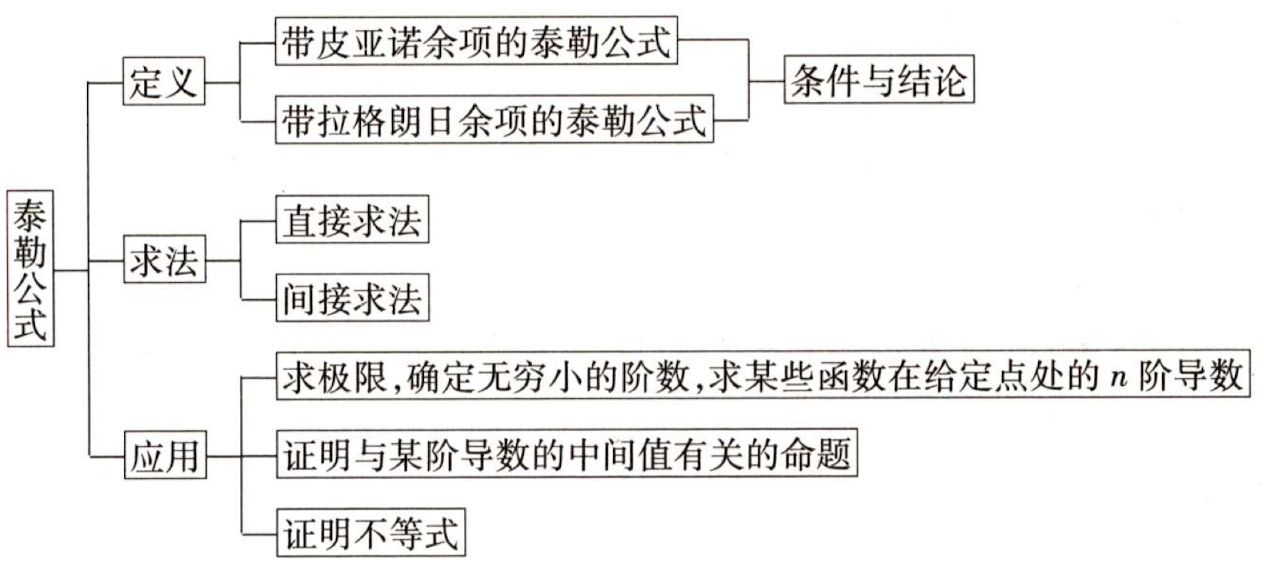 泰勒公式
定义
带皮亚诺余项的泰勒公式
带拉格朗日余项的泰勒公式
条件与结论
求法
直接求法
间接求法
应用
求极限,确定无穷小的阶数,求某些函数在给定点处的 n 阶导数
证明与某阶导数的中间值有关的命题
证明不等式